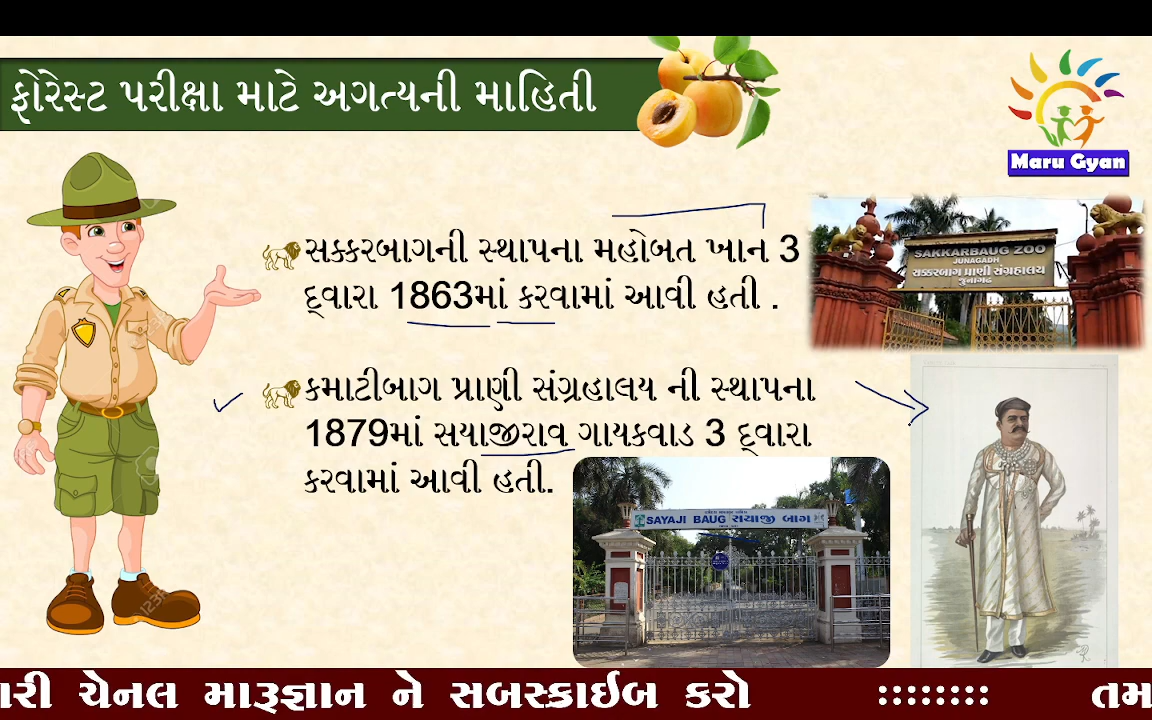 ફોરેસ્ટ પરીક્ષા માટે અગત્યની માહિતી
Maru Gyan
સક્કરબાગની સ્થાપના મહોબત ખાન 3
દ્વારા 1863માં કરવામાં આવી હતી .
SAKKARBAUG ZOO
JUNAGADH
સક્કરબાગ પ્રાણી સંગ્રહાલય
જુનાગઢ
કમાટીબાગ પ્રાણી સંગ્રહાલય ની સ્થાપના
1879માં સયાજીરાવ ગાયકવાડ 3 દ્વારા
કરવામાં આવી હતી.
SAYAJI BAUG સયાજી બાગ
ારી ચેનલ મારૂજ્ઞાન ને સબસ્ક્રાઈબ કરો :::::::: તમ